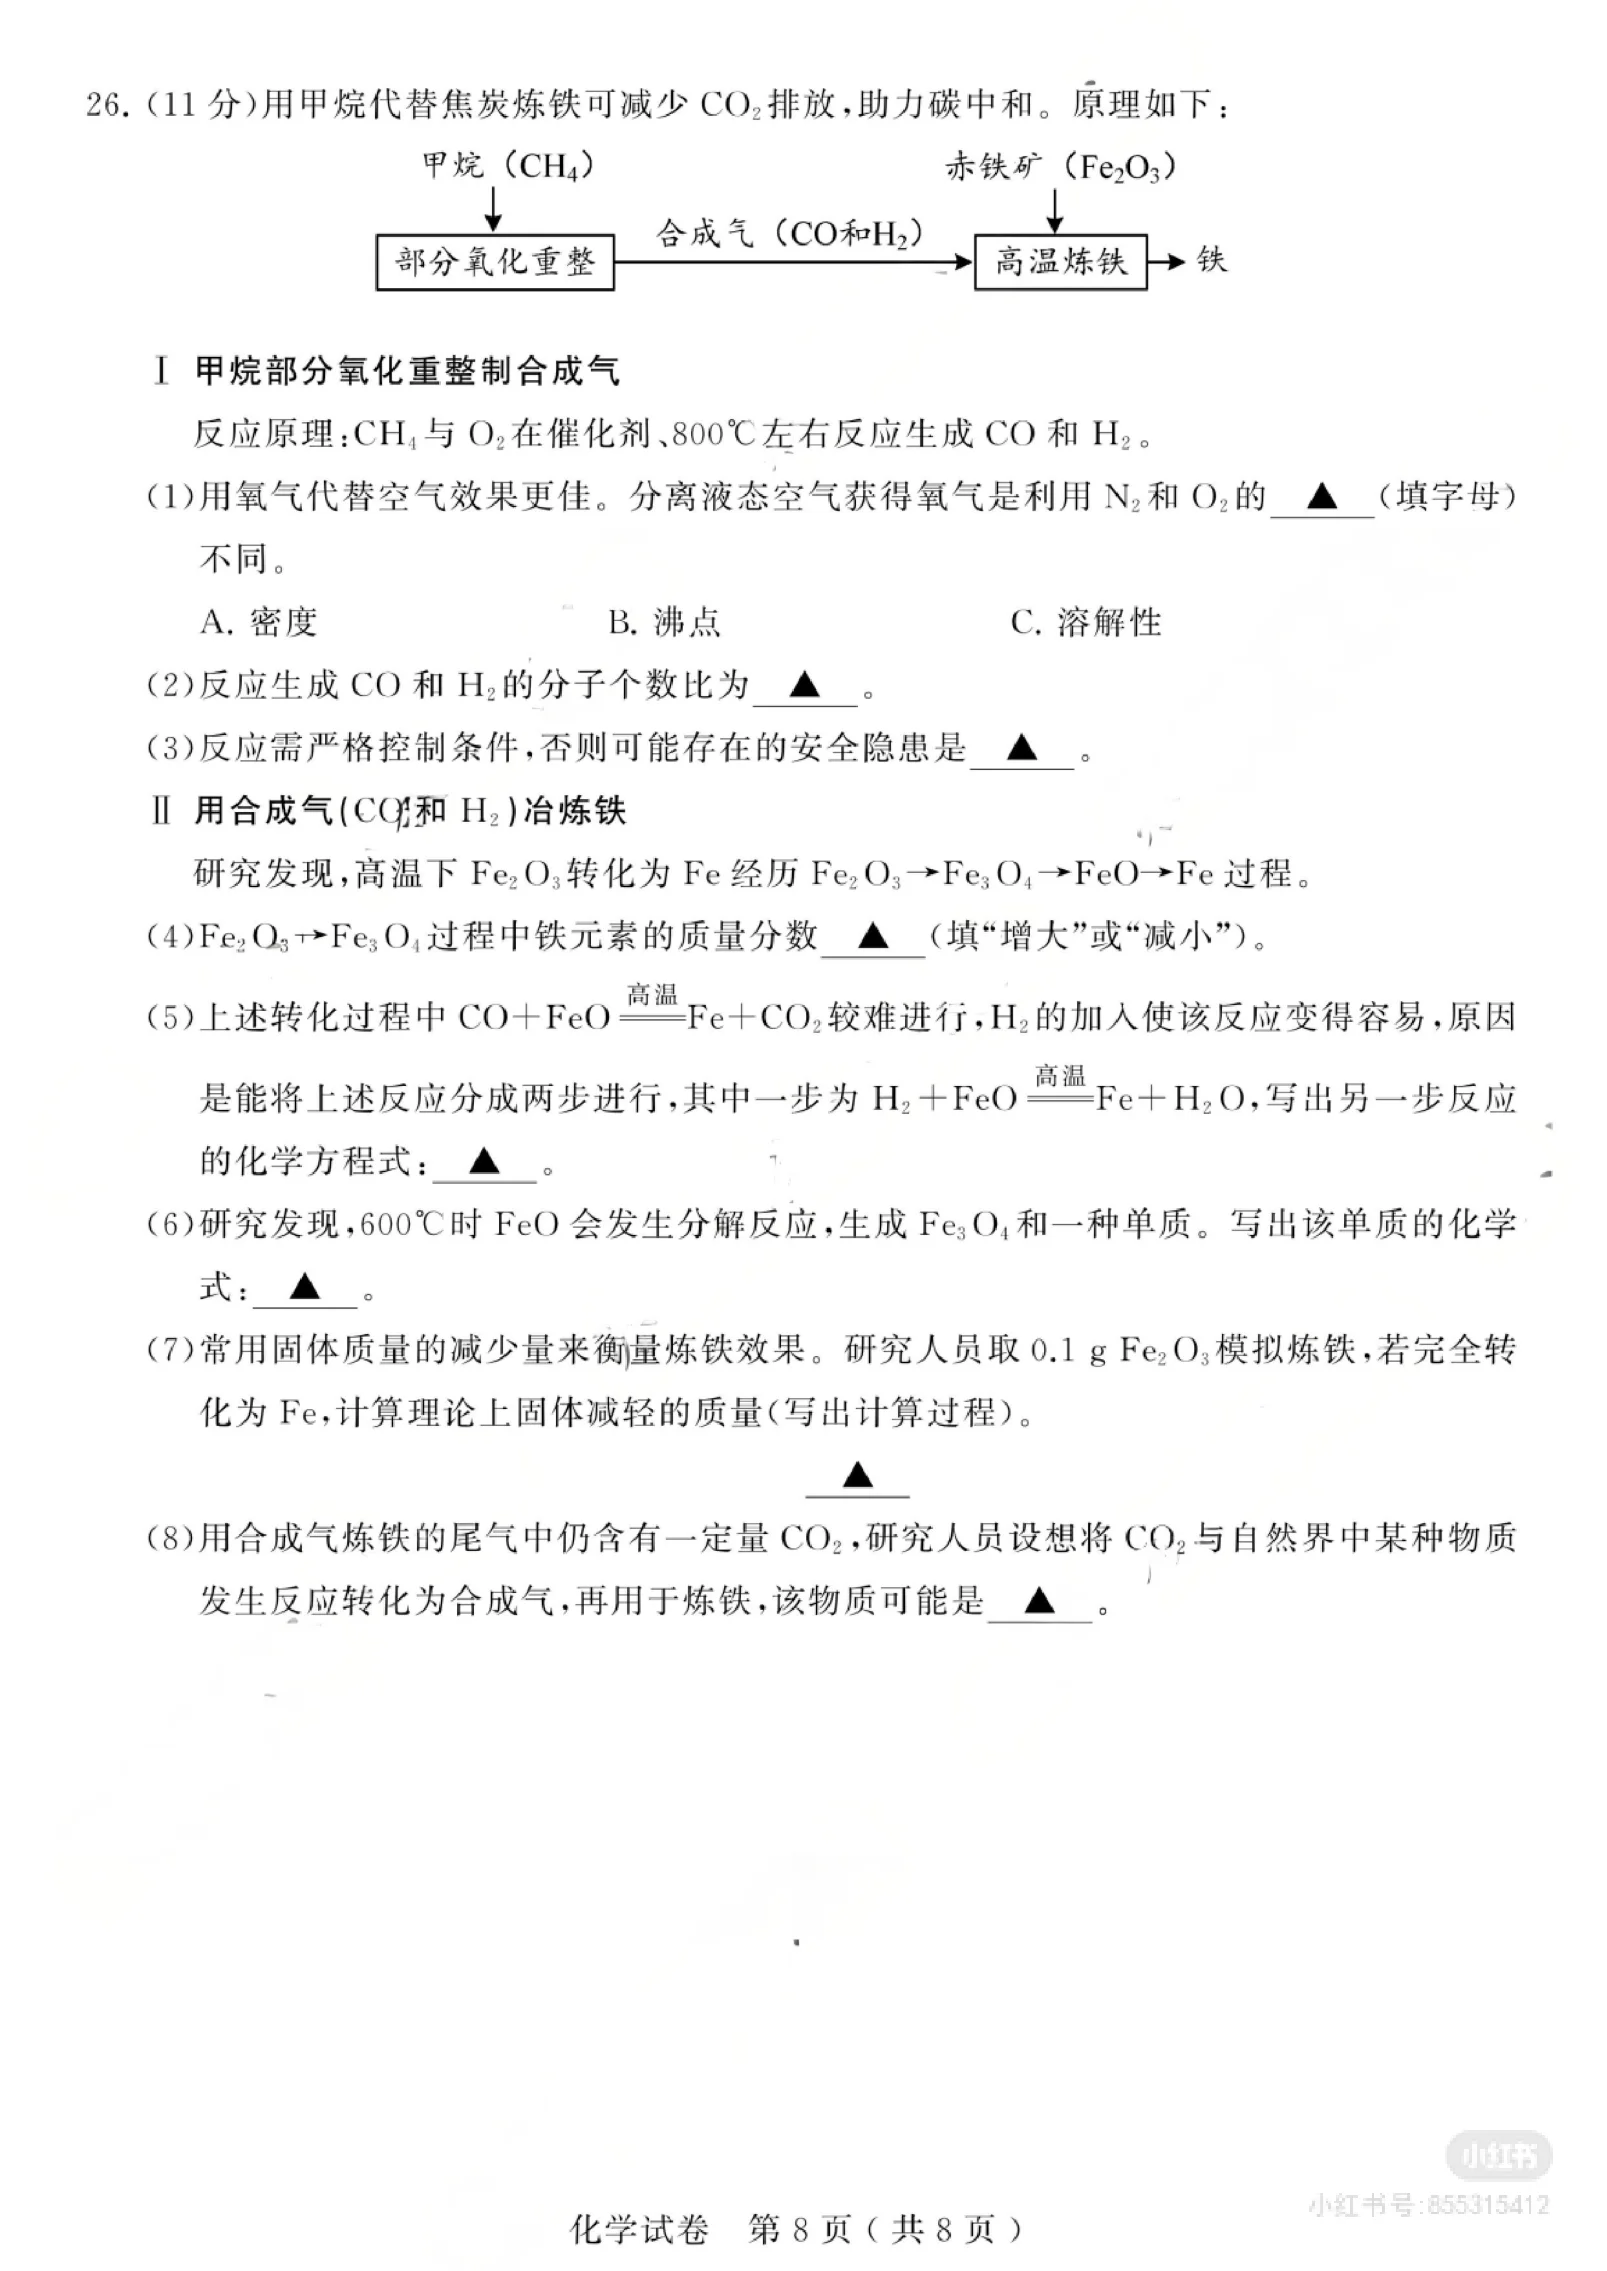 26.(11分)用甲烷代替焦炭炼铁可减少CO₂排放,助力碳中和。原理如下:
甲烷(CH₄) 赤铁矿(Fe₂O₃)
部分氧化重整 合成气(CO和H₂) 高温炼铁 铁
Ⅰ 甲烷部分氧化重整制合成气
反应原理:CH₄与O₂在催化剂、800℃左右反应生成CO和H₂。
(1)用氧气代替空气效果更佳。分离液态空气获得氧气是利用N₂和O₂的 ▲ (填字母)
不同。
A. 密度 B. 沸点 C. 溶解性
(2)反应生成CO和H₂的分子个数比为 ▲ 。
(3)反应需严格控制条件,否则可能存在的安全隐患是 ▲ 。
Ⅱ 用合成气(CO和H₂)冶炼铁
研究发现,高温下Fe₂O₃转化为Fe经历Fe₂O₃→Fe₃O₄→FeO→Fe过程。
(4)Fe₂O₃→Fe₃O₄过程中铁元素的质量分数 ▲ (填“增大”或“减小”)。
(5)上述转化过程中CO+FeO ═高温═ Fe+CO₂较难进行,H₂的加入使该反应变得容易,原因
是能将上述反应分成两步进行,其中一步为H₂+FeO ═高温═ Fe+H₂O,写出另一步反应
的化学方程式: ▲ 。
(6)研究发现,600℃时FeO会发生分解反应,生成Fe₃O₄和一种单质。写出该单质的化学
式: ▲ 。
(7)常用固体质量的减少量来衡量炼铁效果。研究人员取0.1 g Fe₂O₃模拟炼铁,若完全转
化为Fe,计算理论上固体减轻的质量(写出计算过程)。
▲
(8)用合成气炼铁的尾气中仍含有一定量CO₂,研究人员设想将CO₂与自然界中某种物质
发生反应转化为合成气,再用于炼铁,该物质可能是 ▲ 。
小红书
小红书号:855315412
化学试卷 第8页(共8页)